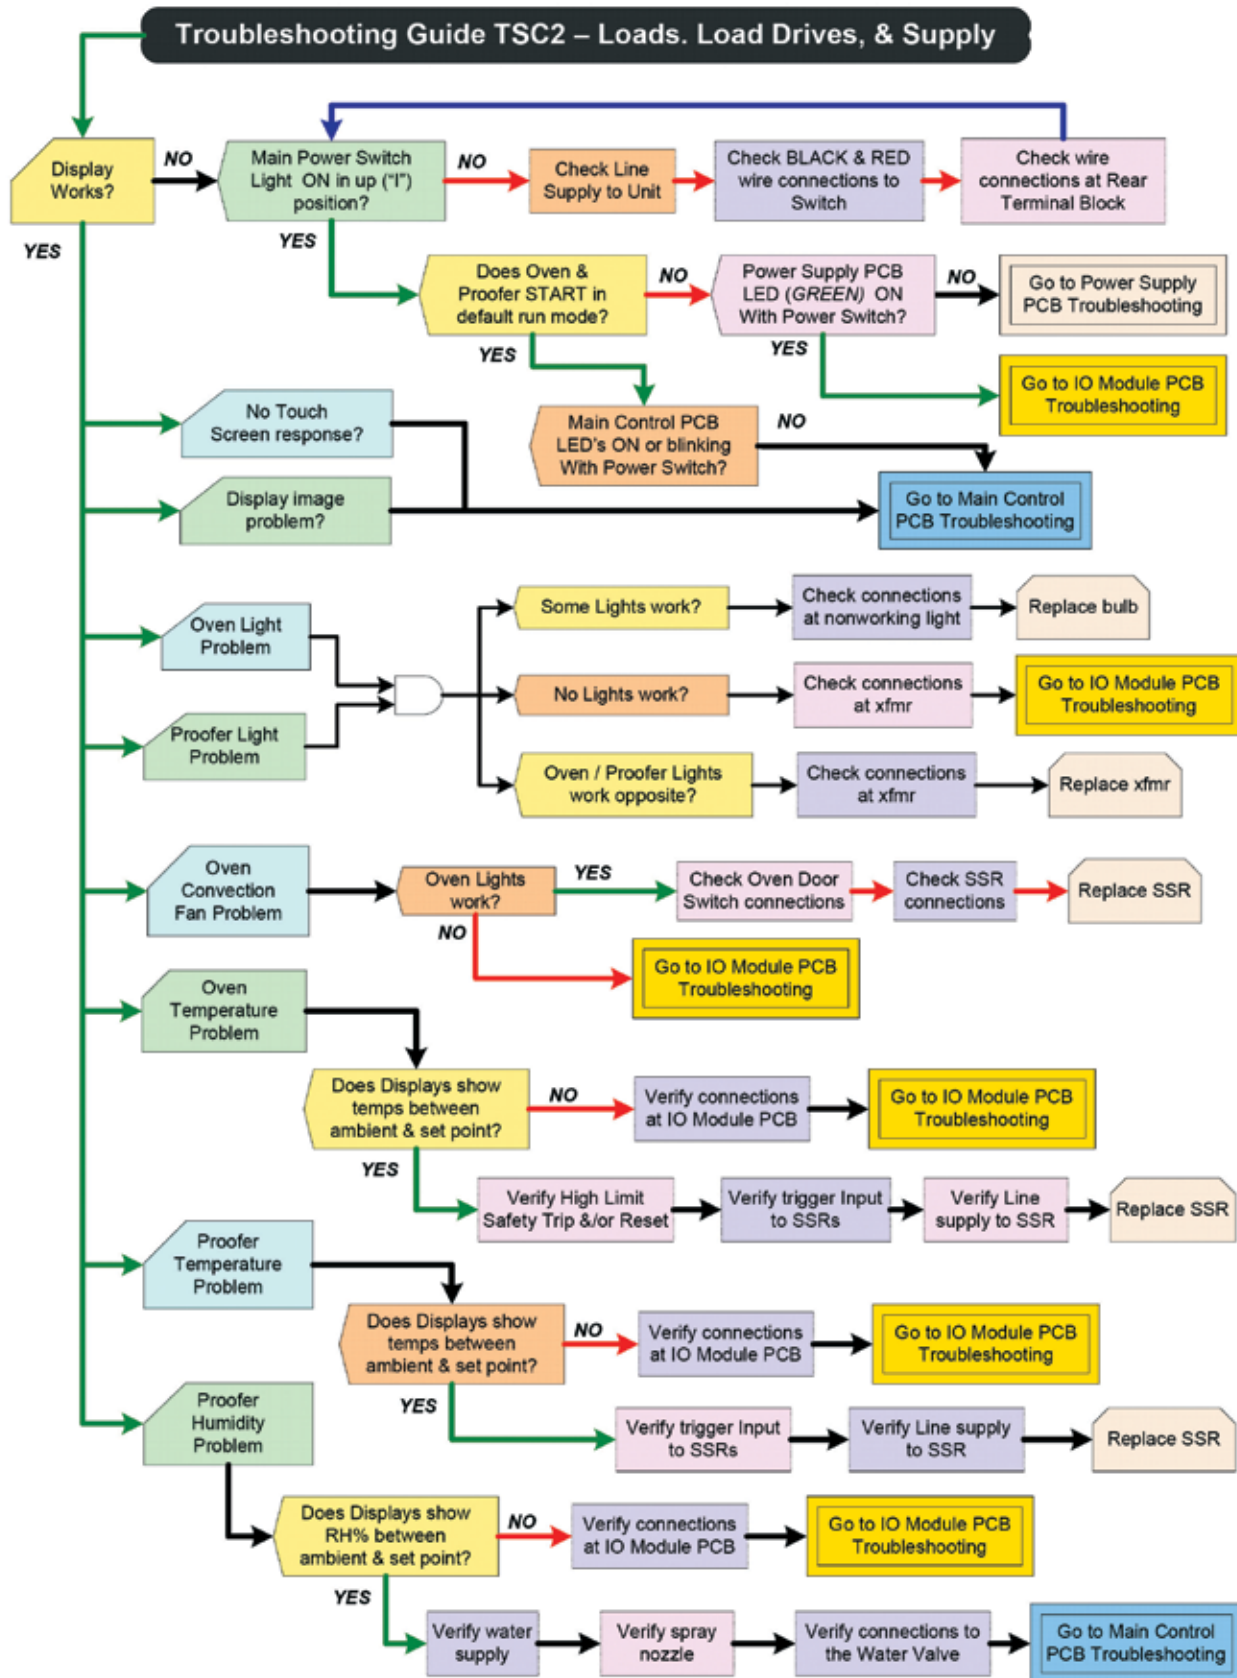 Troubleshooting Guide TSC2 – Loads. Load Drives, & Supply
Display
Works?
NO
YES
Main Power Switch
Light ON in up ("I")
position?
NO
YES
Check Line
Supply to Unit
Check BLACK & RED
wire connections to
Switch
Check wire
connections at Rear
Terminal Block
Does Oven &
Proofer START in
default run mode?
NO
YES
Power Supply PCB
LED (GREEN) ON
With Power Switch?
NO
YES
Go to Power Supply
PCB Troubleshooting
Go to IO Module PCB
Troubleshooting
No Touch
Screen response?
Main Control PCB
LED's ON or blinking
With Power Switch?
NO
Display image
problem?
Go to Main Control
PCB Troubleshooting
Oven Light
Problem
Proofer Light
Problem
Some Lights work?
Check connections
at nonworking light
Replace bulb
No Lights work?
Check connections
at xfmr
Go to IO Module PCB
Troubleshooting
Oven / Proofer Lights
work opposite?
Check connections
at xfmr
Replace xfmr
Oven
Convection
Fan Problem
Oven Lights
work?
YES
NO
Check Oven Door
Switch connections
Check SSR
connections
Replace SSR
Go to IO Module PCB
Troubleshooting
Oven
Temperature
Problem
Does Displays show
temps between
ambient & set point?
NO
YES
Verify connections
at IO Module PCB
Go to IO Module PCB
Troubleshooting
Verify High Limit
Safety Trip &/or Reset
Verify trigger Input
to SSRs
Verify Line
supply to SSR
Replace SSR
Proofer
Temperature
Problem
Does Displays show
temps between
ambient & set point?
NO
YES
Verify connections
at IO Module PCB
Go to IO Module PCB
Troubleshooting
Verify trigger Input
to SSRs
Verify Line supply
to SSR
Replace SSR
Proofer
Humidity
Problem
Does Displays show
RH% between
ambient & set point?
NO
YES
Verify connections
at IO Module PCB
Go to IO Module PCB
Troubleshooting
Verify water
supply
Verify spray
nozzle
Verify connections to
the Water Valve
Go to Main Control
PCB Troubleshooting